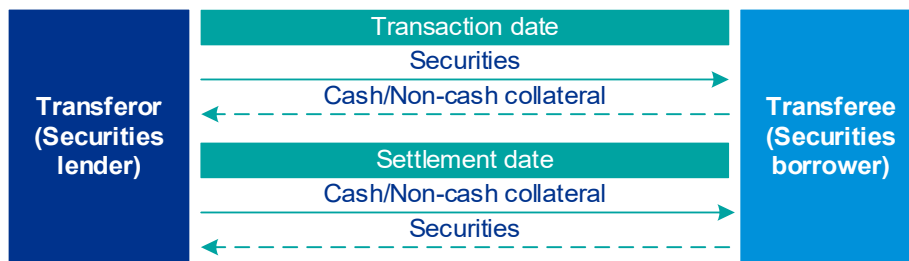 Transferor
(Securities
lender)
Transaction date
Securities
Cash/Non-cash collateral
Settlement date
Cash/Non-cash collateral
Securities
Transferee
(Securities
borrower)